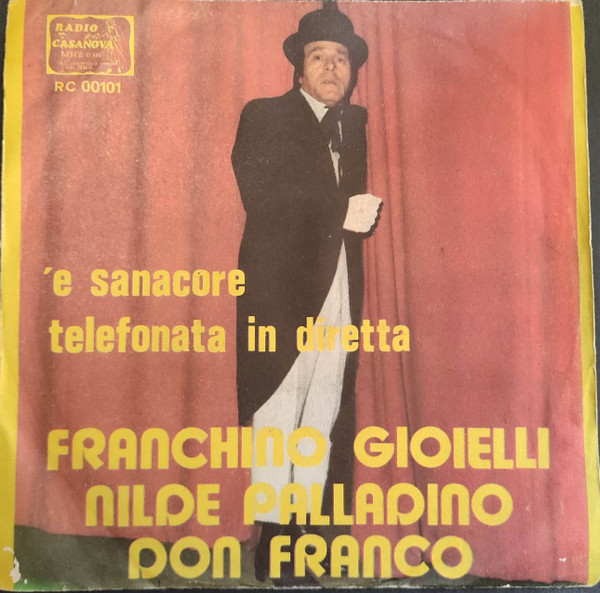 RADIO
CASANOVA
RC 00101
'e sanacore
telefonata in diretta
FRANCHINO GIOIELLI
NILDE PALLADINO
DON FRANCO